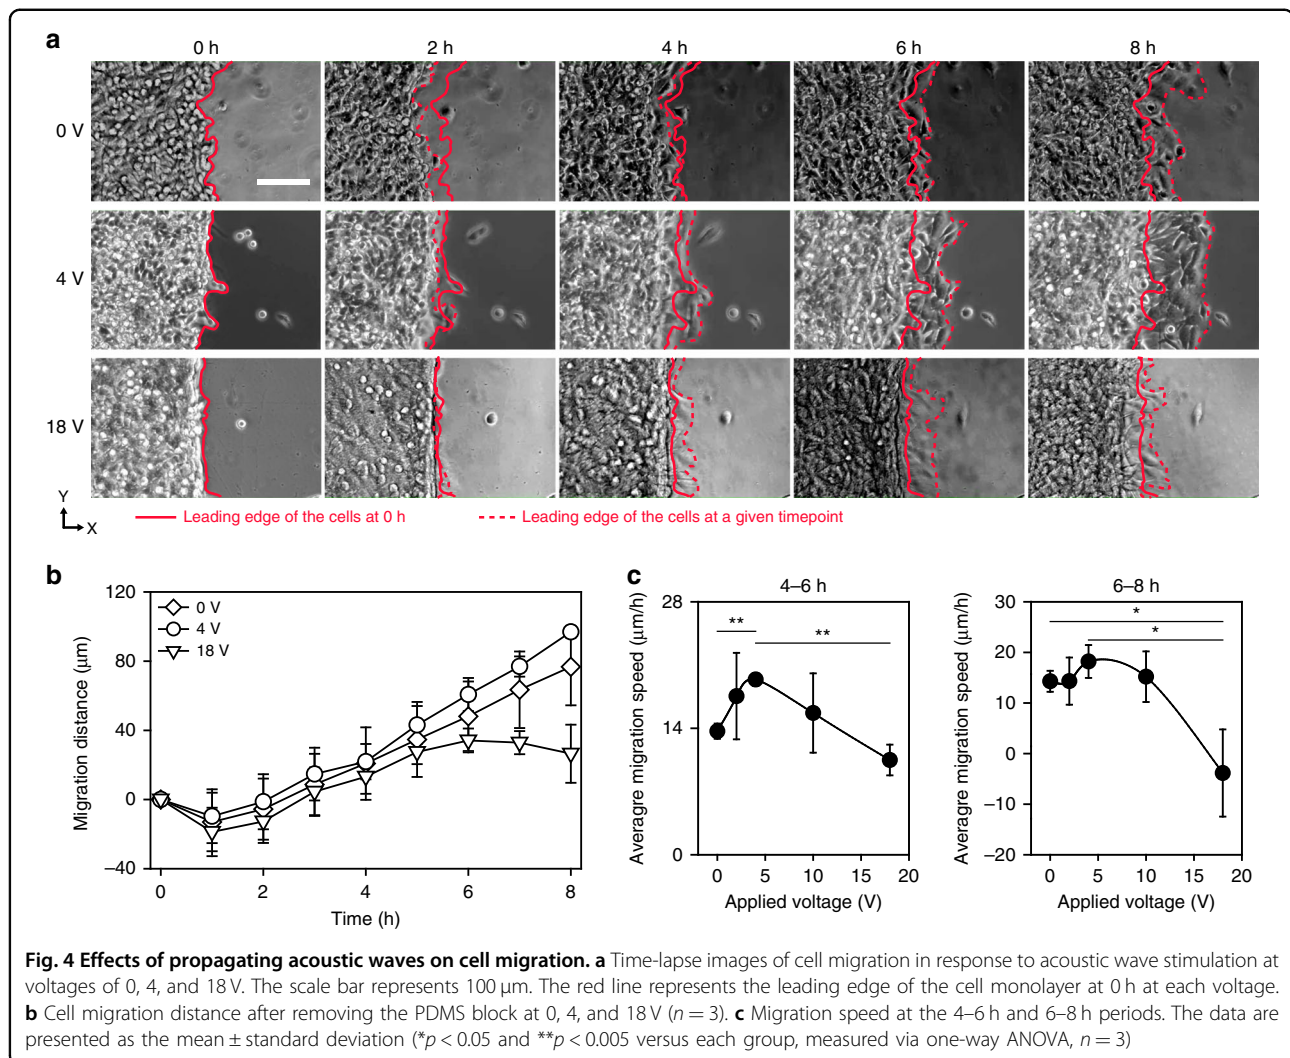 a
0 h
2 h
4 h
6 h
8 h
0 V
4 V
18 V
Y
X
Leading edge of the cells at 0 h
Leading edge of the cells at a given timepoint
b
120
80
40
0
−40
Migration distance (µm)
0 V
4 V
18 V
0 2 4 6 8
Time (h)
c
4–6 h
28
14
0
Averagre migration speed (µm/h)
**
**
0 5 10 15 20
Applied voltage (V)
6–8 h
30
20
10
0
−10
−20
Averagre migration speed (µm/h)
*
*
0 5 10 15 20
Applied voltage (V)
Fig. 4 Effects of propagating acoustic waves on cell migration. a Time-lapse images of cell migration in response to acoustic wave stimulation at
voltages of 0, 4, and 18 V. The scale bar represents 100 µm. The red line represents the leading edge of the cell monolayer at 0 h at each voltage.
b Cell migration distance after removing the PDMS block at 0, 4, and 18 V (n = 3). c Migration speed at the 4–6 h and 6–8 h periods. The data are
presented as the mean ± standard deviation (*p < 0.05 and **p < 0.005 versus each group, measured via one-way ANOVA, n = 3)